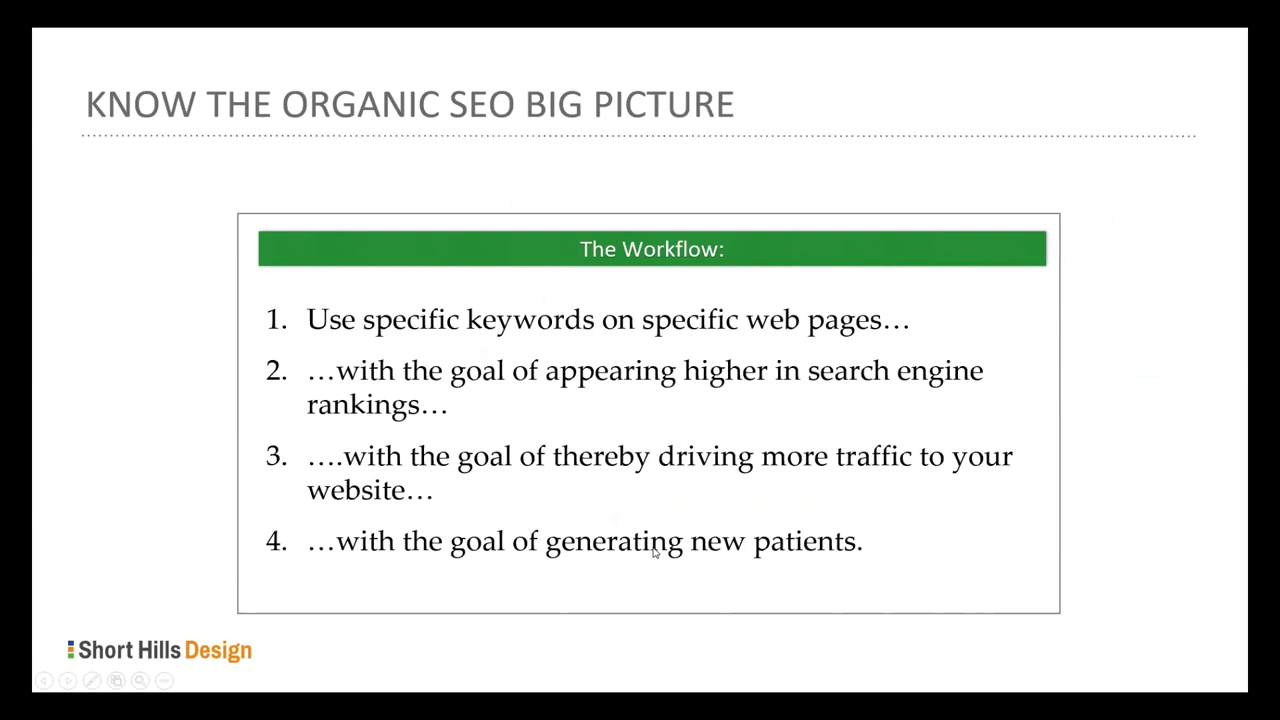 KNOW THE ORGANIC SEO BIG PICTURE
The Workflow:
1. Use specific keywords on specific web pages…
2. …with the goal of appearing higher in search engine
rankings…
3. ….with the goal of thereby driving more traffic to your
website…
4. …with the goal of generating new patients.
Short Hills Design